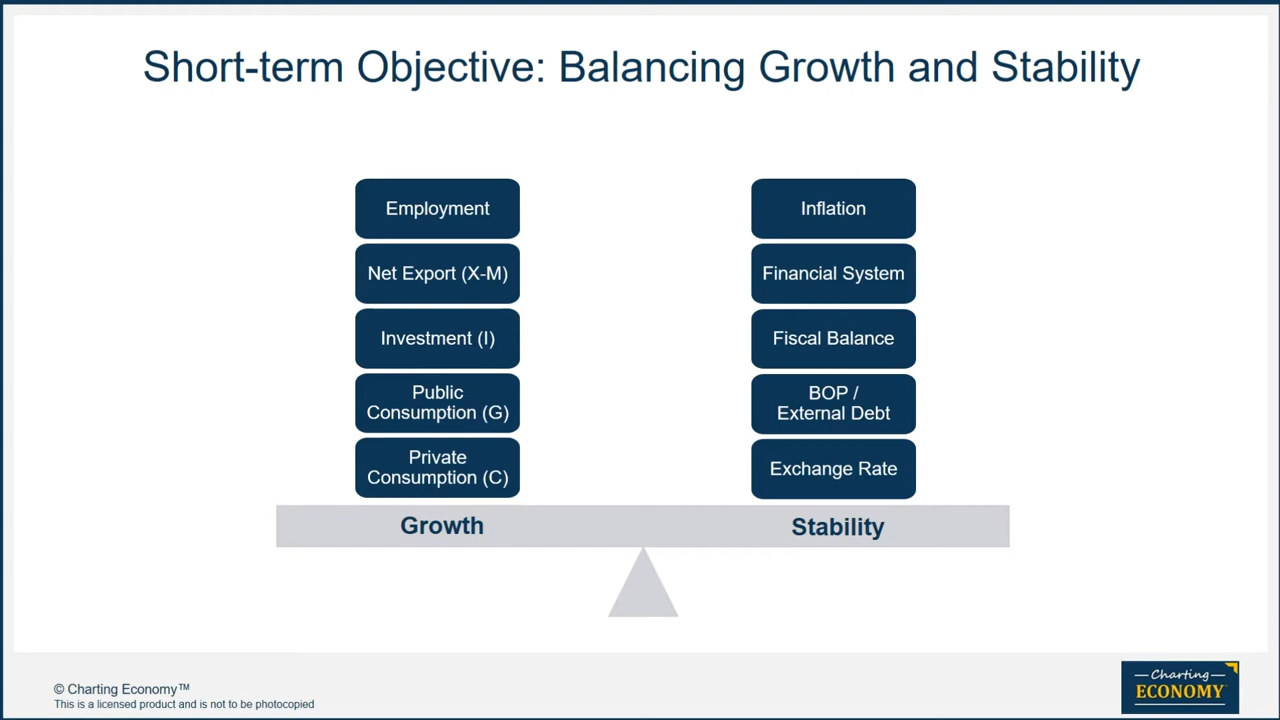 Short-term Objective: Balancing Growth and Stability
Employment
Net Export (X-M)
Investment (I)
Public
Consumption (G)
Private
Consumption (C)
Growth
Inflation
Financial System
Fiscal Balance
BOP /
External Debt
Exchange Rate
Stability
© Charting Economy™
This is a licensed product and is not to be photocopied
Charting
ECONOMY